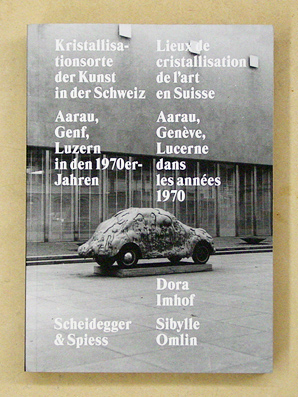 Kristallisa-
tionsorte
der Kunst
in der Schweiz
Aarau,
Genf,
Luzern
in den 1970er-
Jahren
Lieux de
cristallisation
de l'art
en Suisse
Aarau,
Genève,
Lucerne
dans
les années
1970
Dora
Imhof
Scheidegger
& Spiess
Sibylle
Omlin